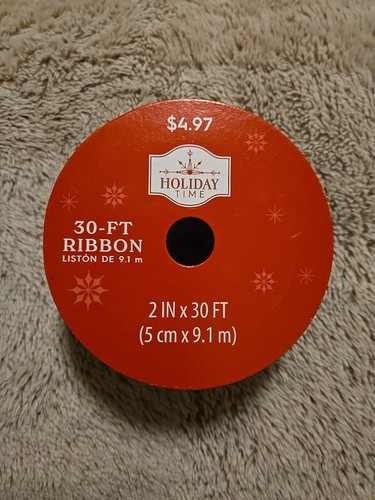 $4.97
HOLIDAY
TIME
30-FT
RIBBON
LISTÓN DE 9.1 m
2 IN x 30 FT
(5 cm x 9.1 m)